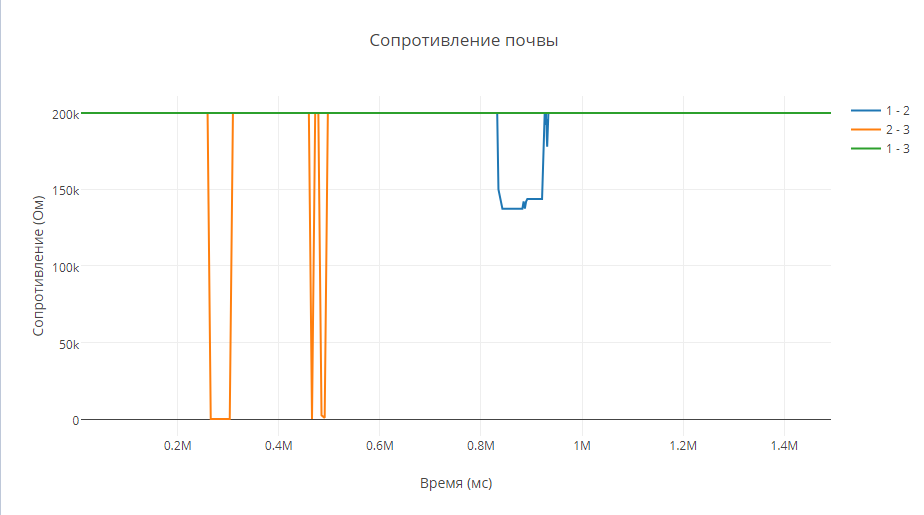 Сопротивление почвы
200k
150k
100k
50k
0
Сопротивление (Ом)
0.2M
0.4M
0.6M
0.8M
1M
1.2M
1.4M
Время (мс)
1 - 2
2 - 3
1 - 3